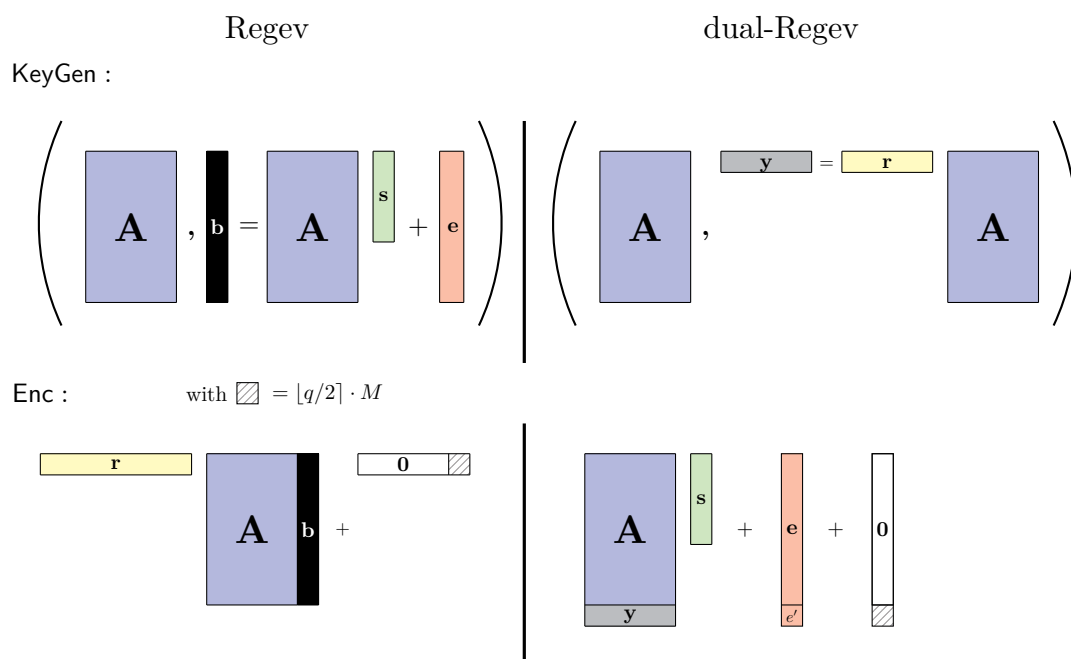 Regev dual-Regev
KeyGen :
A , b = A s + e
A , y = r A
Enc : with = ⌊q/2⌉ · M
r A b + 0
A y s + e e′ + 0